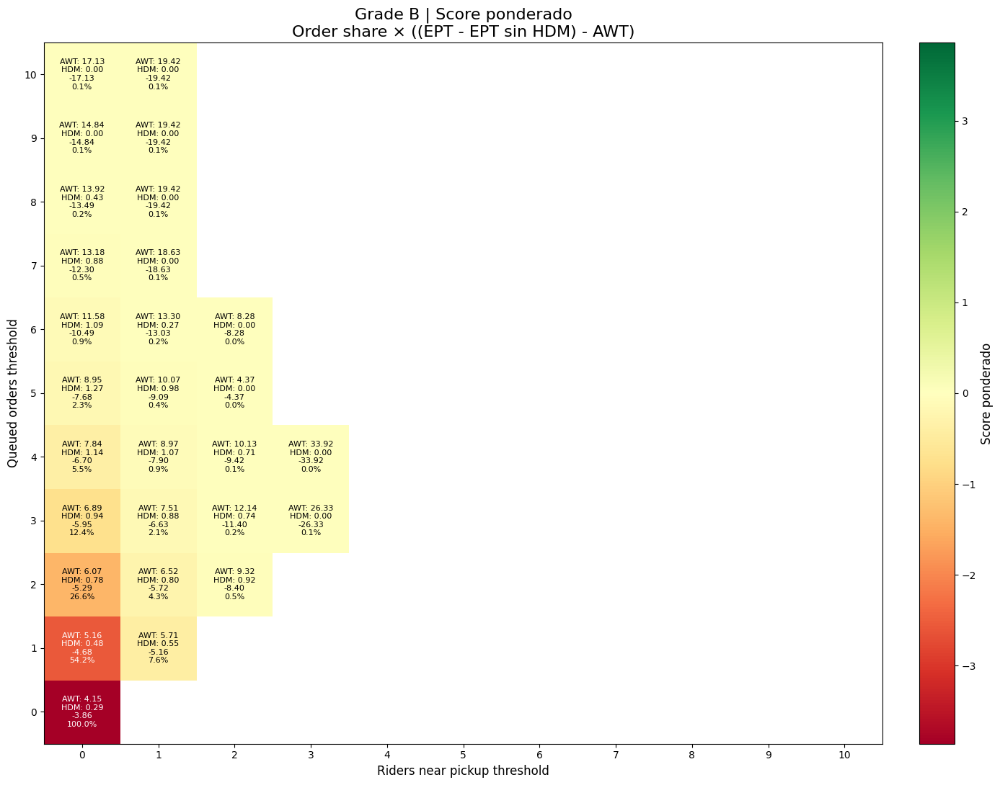 Grade B | Score ponderado
Order share × ((EPT - EPT sin HDM) - AWT)
Queued orders threshold
10
AWT: 17.13
HDM: 0.00
-17.13
0.1%
AWT: 19.42
HDM: 0.00
-19.42
0.1%
9
AWT: 14.84
HDM: 0.00
-14.84
0.1%
AWT: 19.42
HDM: 0.00
-19.42
0.1%
8
AWT: 13.92
HDM: 0.43
-13.49
0.2%
AWT: 19.42
HDM: 0.00
-19.42
0.1%
7
AWT: 13.18
HDM: 0.88
-12.30
0.5%
AWT: 18.63
HDM: 0.00
-18.63
0.1%
6
AWT: 11.58
HDM: 1.09
-10.49
0.9%
AWT: 13.30
HDM: 0.27
-13.03
0.2%
AWT: 8.28
HDM: 0.00
-8.28
0.0%
5
AWT: 8.95
HDM: 1.27
-7.68
2.3%
AWT: 10.07
HDM: 0.98
-9.09
0.4%
AWT: 4.37
HDM: 0.00
-4.37
0.0%
4
AWT: 7.84
HDM: 1.14
-6.70
5.5%
AWT: 8.97
HDM: 1.07
-7.90
0.9%
AWT: 10.13
HDM: 0.71
-9.42
0.1%
AWT: 33.92
HDM: 0.00
-33.92
0.0%
3
AWT: 6.89
HDM: 0.94
-5.95
12.4%
AWT: 7.51
HDM: 0.88
-6.63
2.1%
AWT: 12.14
HDM: 0.74
-11.40
0.2%
AWT: 26.33
HDM: 0.00
-26.33
0.1%
2
AWT: 6.07
HDM: 0.78
-5.29
26.6%
AWT: 6.52
HDM: 0.80
-5.72
4.3%
AWT: 9.32
HDM: 0.92
-8.40
0.5%
1
AWT: 5.16
HDM: 0.48
-4.68
54.2%
AWT: 5.71
HDM: 0.55
-5.16
7.6%
0
AWT: 4.15
HDM: 0.29
-3.86
100.0%
0 1 2 3 4 5 6 7 8 9 10
Riders near pickup threshold
3
2
1
0
−1
−2
−3
Score ponderado